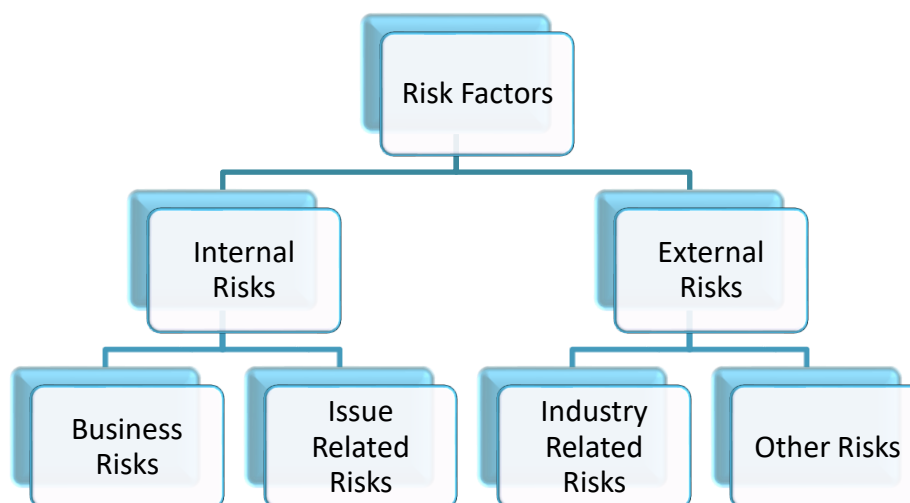 Risk Factors
Internal
Risks
External
Risks
Business
Risks
Issue
Related
Risks
Industry
Related
Risks
Other Risks